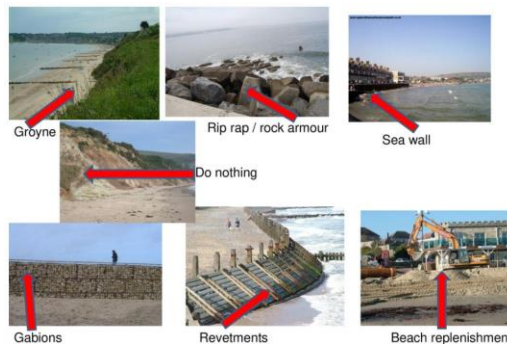 Groyne
Rip rap / rock armour
Sea wall
Do nothing
Gabions
Revetments
Beach replenishmen